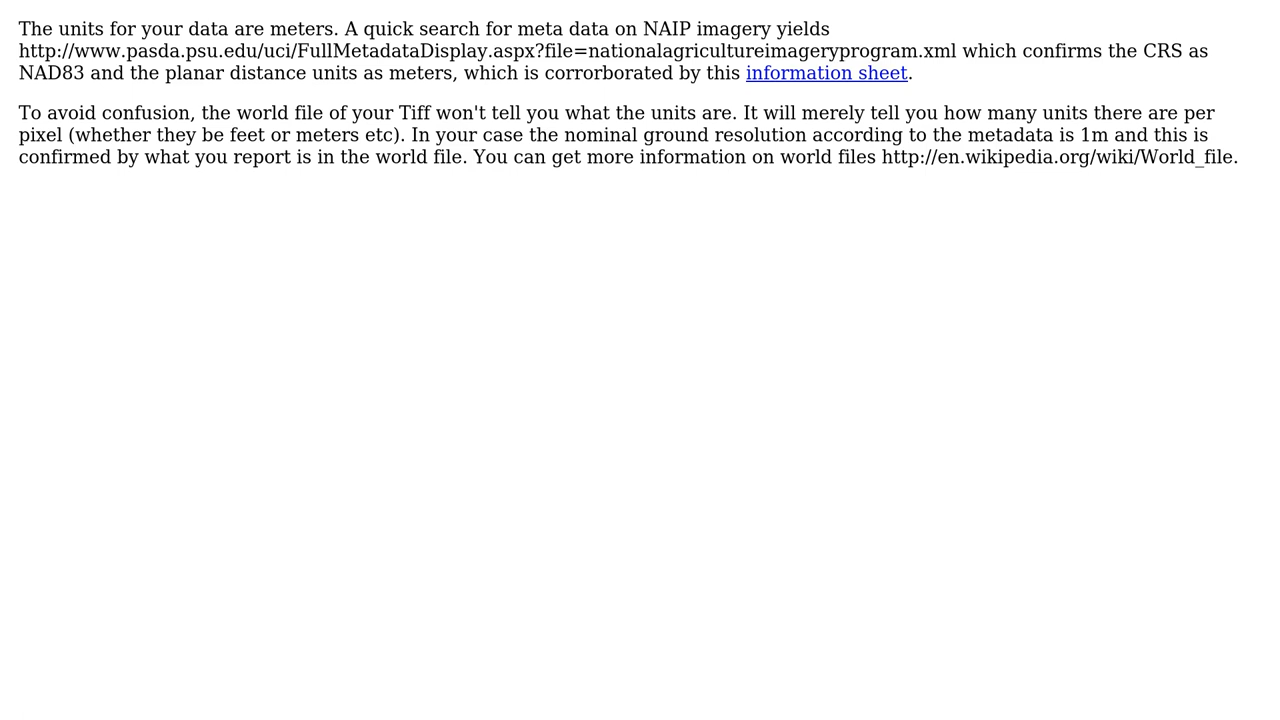 The units for your data are meters. A quick search for meta data on NAIP imagery yields
http://www.pasda.psu.edu/uci/FullMetadataDisplay.aspx?file=nationalagricultureimageryprogram.xml which confirms the CRS as
NAD83 and the planar distance units as meters, which is corrorborated by this information sheet.
To avoid confusion, the world file of your Tiff won't tell you what the units are. It will merely tell you how many units there are per
pixel (whether they be feet or meters etc). In your case the nominal ground resolution according to the metadata is 1m and this is
confirmed by what you report is in the world file. You can get more information on world files http://en.wikipedia.org/wiki/World_file.